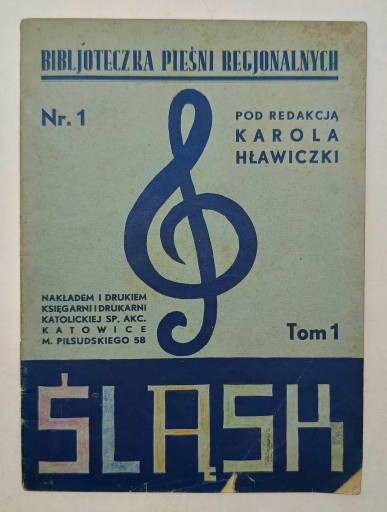 BIBLJOTECZKA PIEŚNI REGJONALNYCH
Nr. 1
POD REDAKCJĄ
KAROLA
HŁAWICZKI
NAKŁADEM I DRUKIEM
KSIĘGARNI I DRUKARNI
KATOLICKIEJ SP. AKC.
KATOWICE
M. PIŁSUDSKIEGO 58
Tom 1
ŚLĄSK